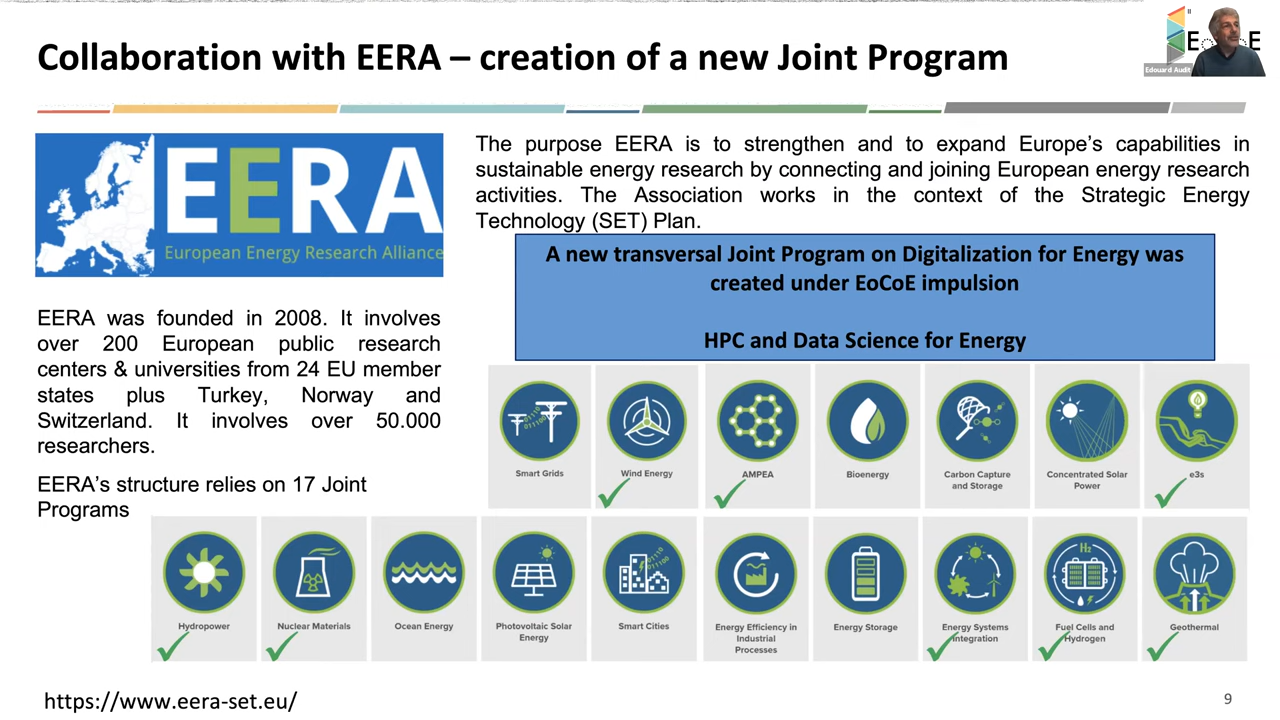 Collaboration with EERA – creation of a new Joint Program
Edouard Audit
II
EoCoE
EERA
European Energy Research Alliance
The purpose EERA is to strengthen and to expand Europe’s capabilities in
sustainable energy research by connecting and joining European energy research
activities. The Association works in the context of the Strategic Energy
Technology (SET) Plan.
A new transversal Joint Program on Digitalization for Energy was
created under EoCoE impulsion
HPC and Data Science for Energy
EERA was founded in 2008. It involves
over 200 European public research
centers & universities from 24 EU member
states plus Turkey, Norway and
Switzerland. It involves over 50.000
researchers.
EERA’s structure relies on 17 Joint
Programs
Smart Grids
Wind Energy
AMPEA
Bioenergy
Carbon Capture
and Storage
Concentrated Solar
Power
e3s
Hydropower
Nuclear Materials
Ocean Energy
Photovoltaic Solar
Energy
Smart Cities
Energy Efficiency in
Industrial
Processes
Energy Storage
Energy Systems
Integration
H2
Fuel Cells and
Hydrogen
Geothermal
https://www.eera-set.eu/
9